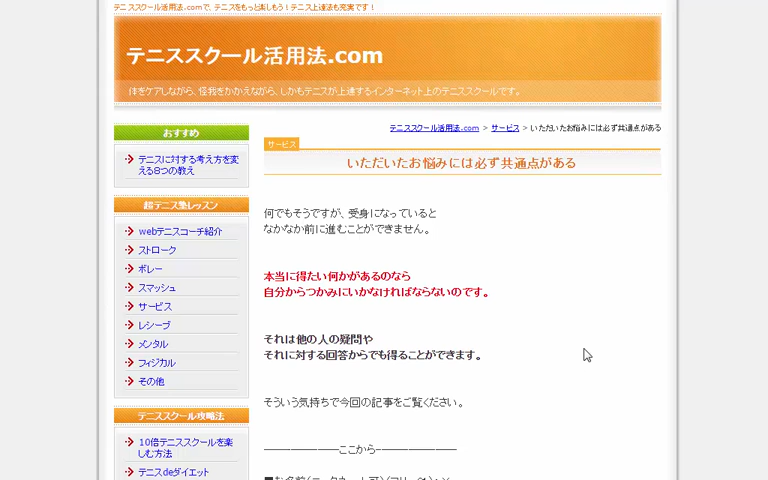 テニススクール活用法.comで、テニスをもっと楽しもう！テニス上達法も充実です！
テニススクール活用法.com
体をケアしながら、怪我をかかえながら、しかもテニスが上達するインターネット上のテニススクールです。
テニススクール活用法.com > サービス > いただいたお悩みには必ず共通点がある
おすすめ
テニスに対する考え方を変
える8つの教え
超テニス塾レッスン
webテニスコーチ紹介
ストローク
ボレー
スマッシュ
サービス
レシーブ
メンタル
フィジカル
その他
テニススクール攻略法
10倍テニススクールを楽
しむ方法
テニスdeダイエット
サービス
いただいたお悩みには必ず共通点がある
何でもそうですが、受身になっていると
なかなか前に進むことができません。
本当に得たい何かがあるのなら
自分からつかみにいかなければならないのです。
それは他の人の疑問や
それに対する回答からでも得ることができます。
そういう気持ちで今回の記事をご覧ください。
——————ここから——————